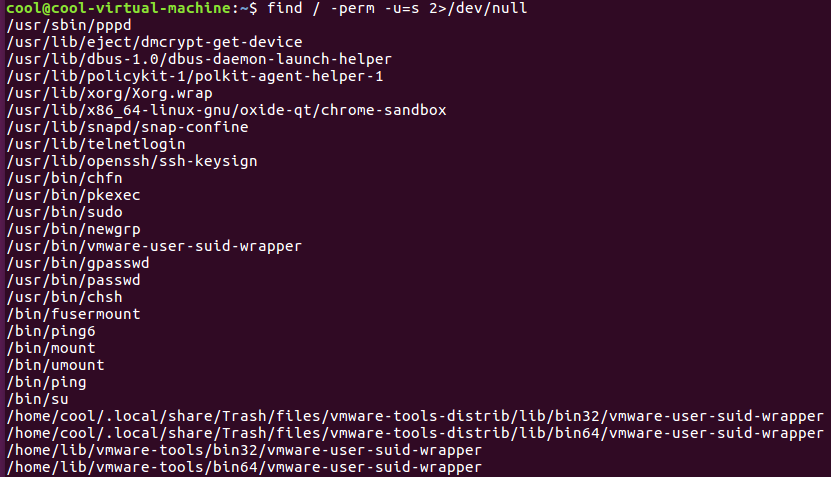 cool@cool-virtual-machine:~$ find / -perm -u=s 2>/dev/null
/usr/sbin/pppd
/usr/lib/eject/dmcrypt-get-device
/usr/lib/dbus-1.0/dbus-daemon-launch-helper
/usr/lib/policykit-1/polkit-agent-helper-1
/usr/lib/xorg/Xorg.wrap
/usr/lib/x86_64-linux-gnu/oxide-qt/chrome-sandbox
/usr/lib/snapd/snap-confine
/usr/lib/telnetlogin
/usr/lib/openssh/ssh-keysign
/usr/bin/chfn
/usr/bin/pkexec
/usr/bin/sudo
/usr/bin/newgrp
/usr/bin/vmware-user-suid-wrapper
/usr/bin/gpasswd
/usr/bin/passwd
/usr/bin/chsh
/bin/fusermount
/bin/ping6
/bin/mount
/bin/umount
/bin/ping
/bin/su
/home/cool/.local/share/Trash/files/vmware-tools-distrib/lib/bin32/vmware-user-suid-wrapper
/home/cool/.local/share/Trash/files/vmware-tools-distrib/lib/bin64/vmware-user-suid-wrapper
/home/lib/vmware-tools/bin32/vmware-user-suid-wrapper
/home/lib/vmware-tools/bin64/vmware-user-suid-wrapper